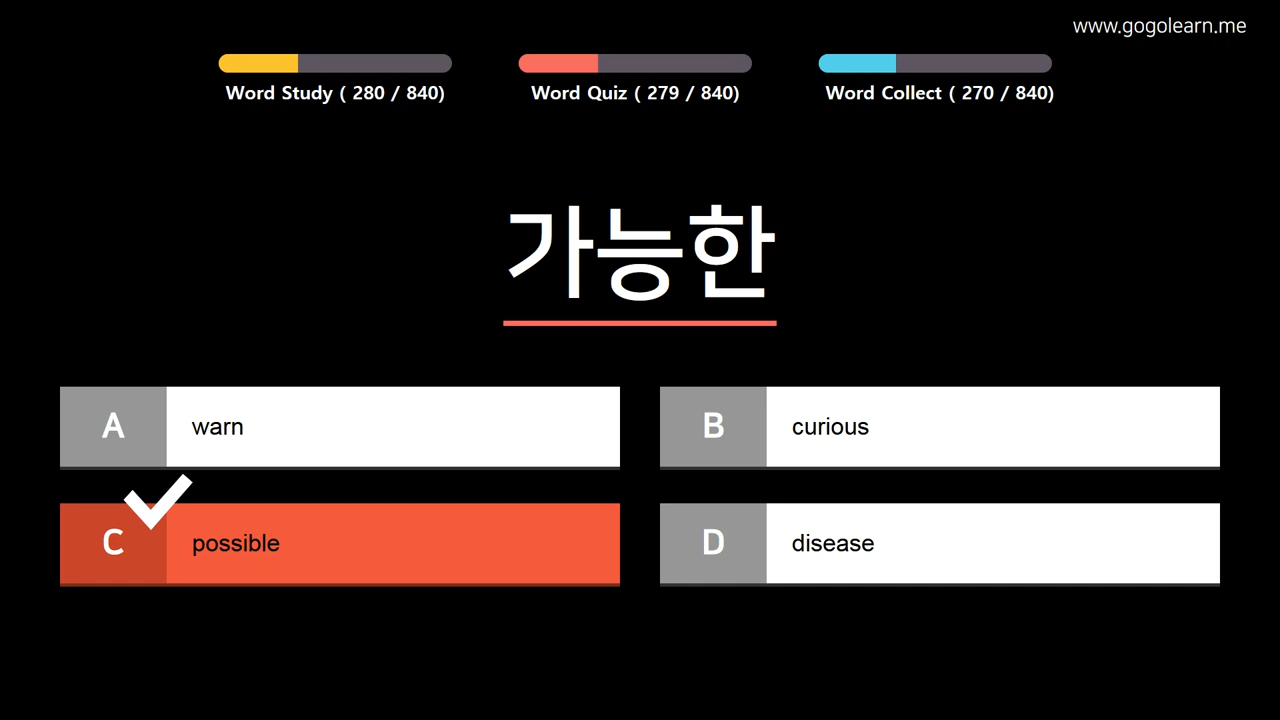 www.gogolearn.me
Word Study ( 280 / 840)
Word Quiz ( 279 / 840)
Word Collect ( 270 / 840)
가능한
A warn
B curious
C possible
D disease